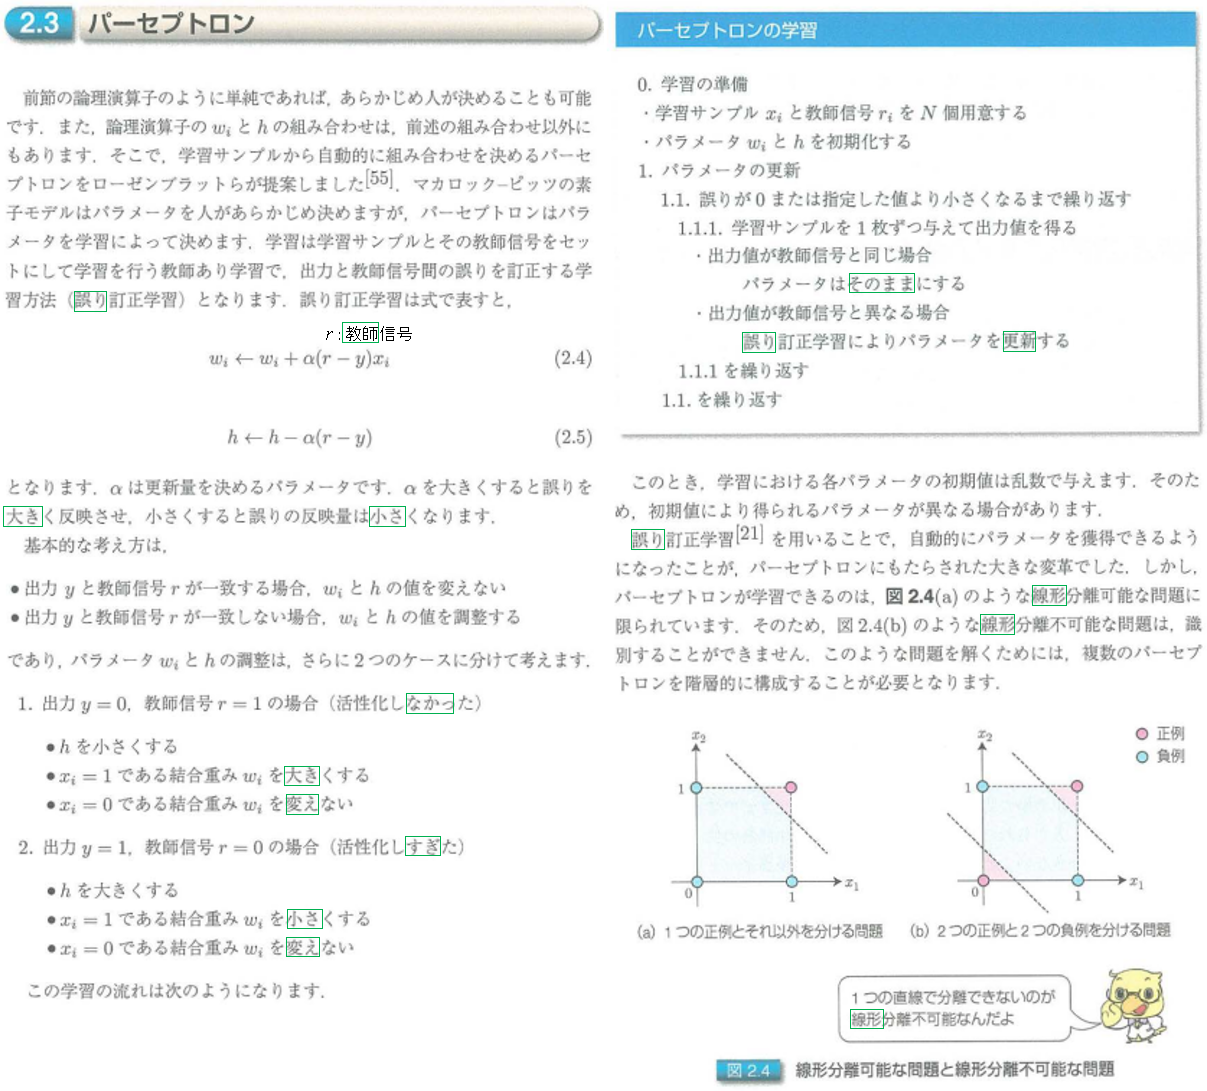 2.3 パーセプトロン
前節の論理演算子のように単純であれば，あらかじめ人が決めることも可能
です．また，論理演算子の wi と h の組み合わせは，前述の組み合わせ以外に
もあります．そこで，学習サンプルから自動的に組み合わせを決めるパーセ
プトロンをローゼンブラットらが提案しました[55]．マカロック–ピッツの素
子モデルはパラメータを人があらかじめ決めますが，パーセプトロンはパラ
メータを学習によって決めます．学習は学習サンプルとその教師信号をセッ
トにして学習を行う教師あり学習で，出力と教師信号間の誤りを訂正する学
習方法（誤り訂正学習）となります．誤り訂正学習は式で表すと，
r : 教師信号
wi ← wi + α(r − y)xi (2.4)
h ← h − α(r − y) (2.5)
となります．α は更新量を決めるパラメータです．α を大きくすると誤りを
大きく反映させ，小さくすると誤りの反映量は小さくなります．
基本的な考え方は，
● 出力 y と教師信号 r が一致する場合，wi と h の値を変えない
● 出力 y と教師信号 r が一致しない場合，wi と h の値を調整する
であり，パラメータ wi と h の調整は，さらに 2 つのケースに分けて考えます．
1. 出力 y = 0，教師信号 r = 1 の場合（活性化しなかった）
● h を小さくする
● xi = 1 である結合重み wi を大きくする
● xi = 0 である結合重み wi を変えない
2. 出力 y = 1，教師信号 r = 0 の場合（活性化しすぎた）
● h を大きくする
● xi = 1 である結合重み wi を小さくする
● xi = 0 である結合重み wi を変えない
この学習の流れは次のようになります．
パーセプトロンの学習
0. 学習の準備
・学習サンプル xi と教師信号 ri を N 個用意する
・パラメータ wi と h を初期化する
1. パラメータの更新
1.1. 誤りが 0 または指定した値より小さくなるまで繰り返す
1.1.1. 学習サンプルを 1 枚ずつ与えて出力値を得る
・出力値が教師信号と同じ場合
パラメータはそのままにする
・出力値が教師信号と異なる場合
誤り訂正学習によりパラメータを更新する
1.1.1 を繰り返す
1.1. を繰り返す
このとき，学習における各パラメータの初期値は乱数で与えます．そのた
め，初期値により得られるパラメータが異なる場合があります．
誤り訂正学習[21] を用いることで，自動的にパラメータを獲得できるよう
になったことが，パーセプトロンにもたらされた大きな変革でした．しかし，
パーセプトロンが学習できるのは，図 2.4(a) のような線形分離可能な問題に
限られています．そのため，図 2.4(b) のような線形分離不可能な問題は，識
別することができません．このような問題を解くためには，複数のパーセプ
トロンを階層的に構成することが必要となります．
x2
1
0
1
x1
x2
1
0
1
x1
正例
負例
(a) 1つの正例とそれ以外を分ける問題 (b) 2つの正例と2つの負例を分ける問題
1つの直線で分離できないのが
線形分離不可能なんだよ
図 2.4 線形分離可能な問題と線形分離不可能な問題